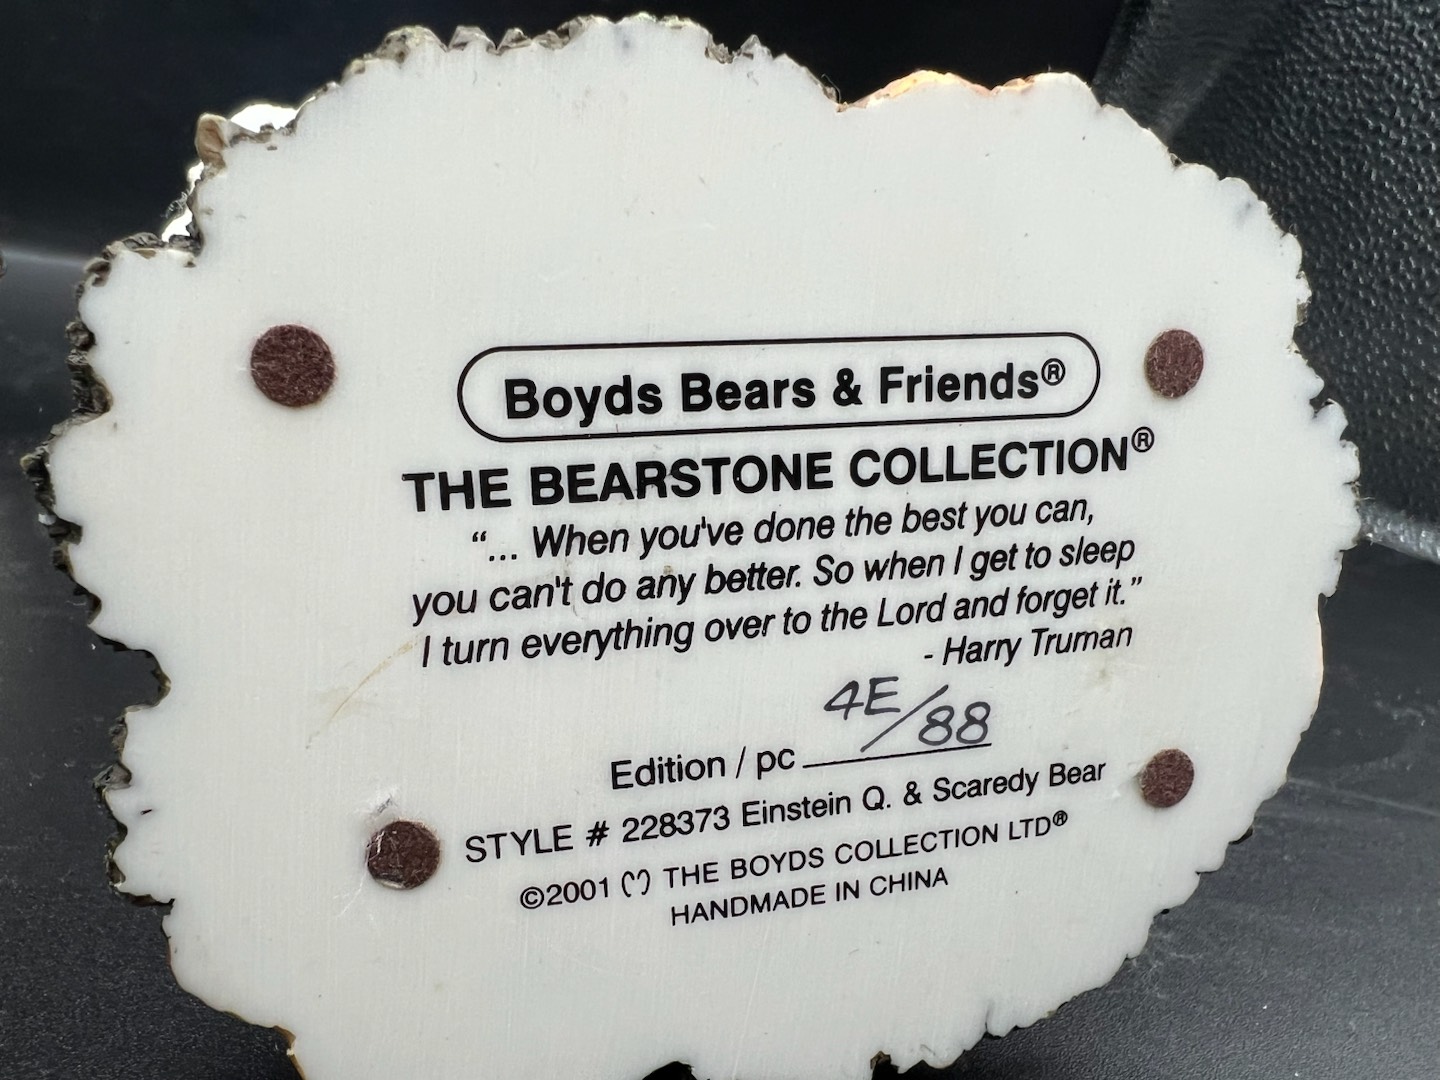 Boyds Bears & Friends®
THE BEARSTONE COLLECTION®
“... When you've done the best you can,
you can't do any better. So when I get to sleep
I turn everything over to the Lord and forget it.”
- Harry Truman
Edition / pc 4E/88
STYLE # 228373 Einstein Q. & Scaredy Bear
©2001 THE BOYDS COLLECTION LTD®
HANDMADE IN CHINA